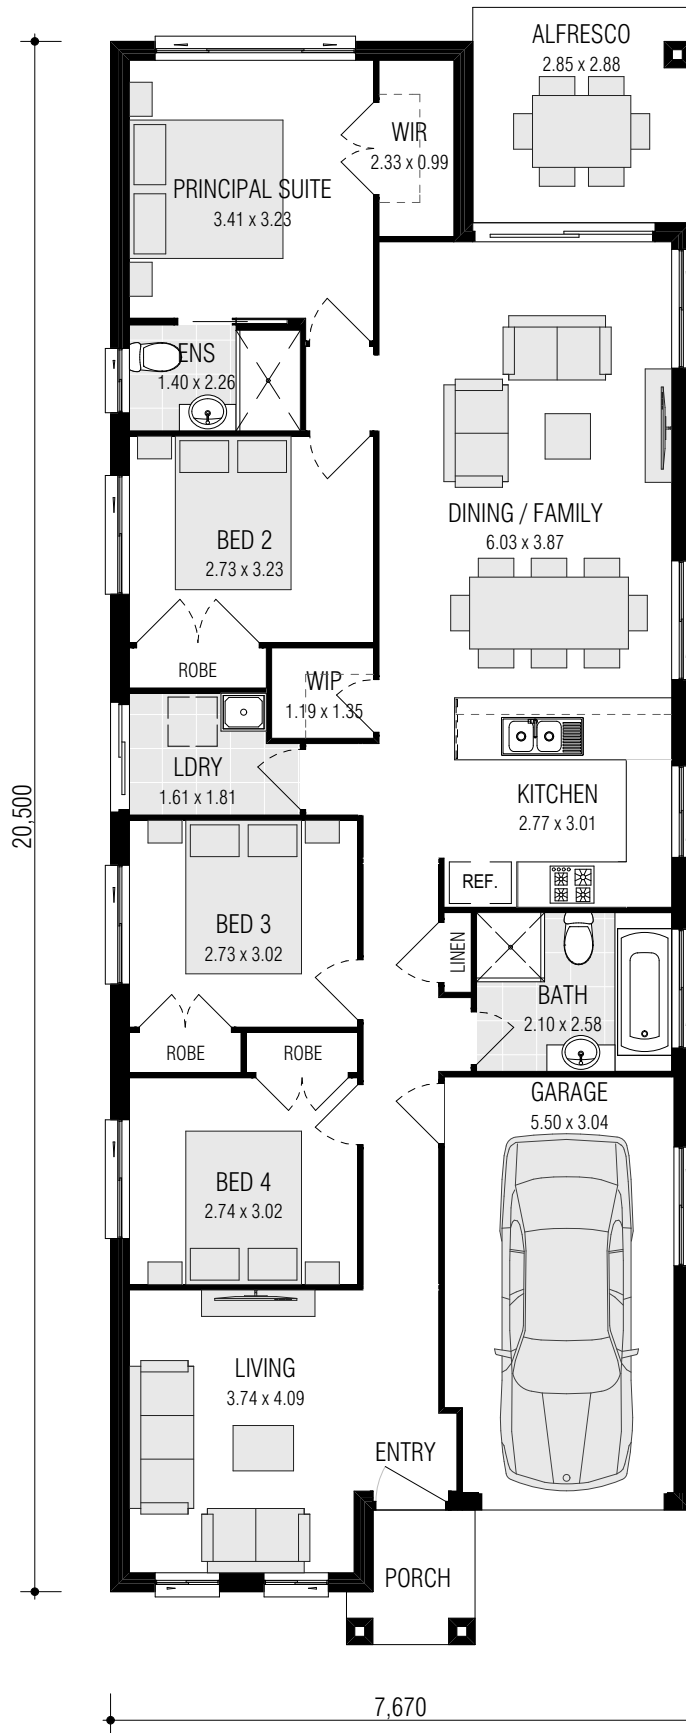 ALFRESCO
2.85 x 2.88
WIR
2.33 x 0.99
PRINCIPAL SUITE
3.41 x 3.23
ENS
1.40 x 2.26
DINING / FAMILY
6.03 x 3.87
BED 2
2.73 x 3.23
ROBE
WIP
1.19 x 1.35
LDRY
1.61 x 1.81
KITCHEN
2.77 x 3.01
20,500
REF.
BED 3
2.73 x 3.02
LINEN
BATH
2.10 x 2.58
ROBE
ROBE
GARAGE
5.50 x 3.04
BED 4
2.74 x 3.02
LIVING
3.74 x 4.09
ENTRY
PORCH
7,670